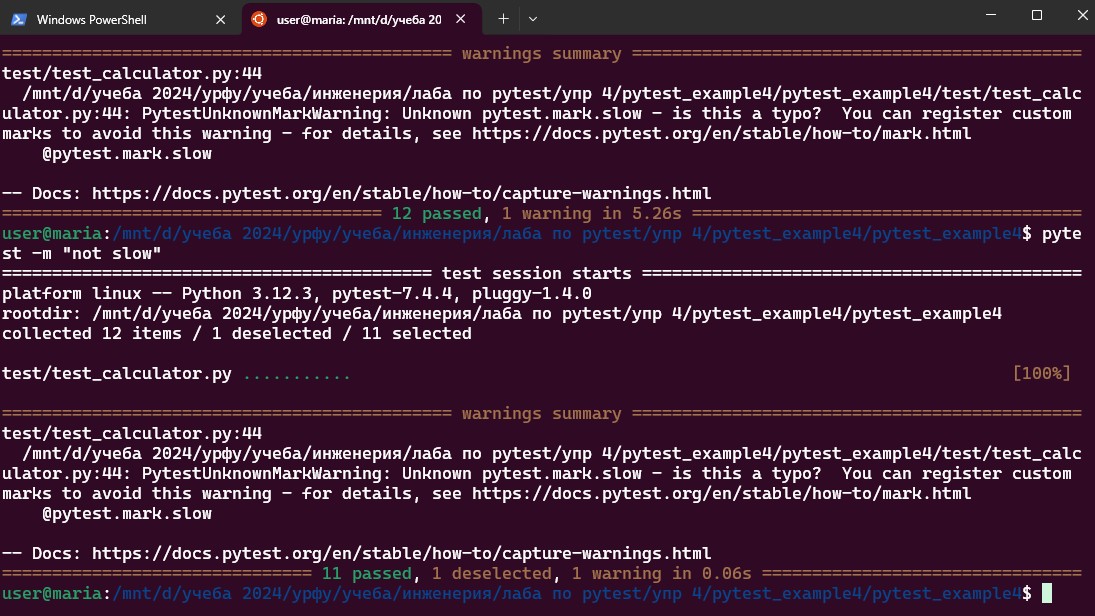 Windows PowerShell
user@maria: /mnt/d/учеба 20
============================================= warnings summary =============================================
test/test_calculator.py:44
  /mnt/d/учеба 2024/урфу/учеба/инженерия/лаба по pytest/упр 4/pytest_example4/pytest_example4/test/test_calc
ulator.py:44: PytestUnknownMarkWarning: Unknown pytest.mark.slow - is this a typo?  You can register custom
marks to avoid this warning - for details, see https://docs.pytest.org/en/stable/how-to/mark.html
    @pytest.mark.slow
-- Docs: https://docs.pytest.org/en/stable/how-to/capture-warnings.html
====================================== 12 passed, 1 warning in 5.26s =======================================
user@maria:/mnt/d/учеба 2024/урфу/учеба/инженерия/лаба по pytest/упр 4/pytest_example4/pytest_example4$ pyte
st -m "not slow"
=========================================== test session starts ============================================
platform linux -- Python 3.12.3, pytest-7.4.4, pluggy-1.4.0
rootdir: /mnt/d/учеба 2024/урфу/учеба/инженерия/лаба по pytest/упр 4/pytest_example4/pytest_example4
collected 12 items / 1 deselected / 11 selected
test/test_calculator.py ........... [100%]
============================================= warnings summary =============================================
test/test_calculator.py:44
  /mnt/d/учеба 2024/урфу/учеба/инженерия/лаба по pytest/упр 4/pytest_example4/pytest_example4/test/test_calc
ulator.py:44: PytestUnknownMarkWarning: Unknown pytest.mark.slow - is this a typo?  You can register custom
marks to avoid this warning - for details, see https://docs.pytest.org/en/stable/how-to/mark.html
    @pytest.mark.slow
-- Docs: https://docs.pytest.org/en/stable/how-to/capture-warnings.html
=============================== 11 passed, 1 deselected, 1 warning in 0.06s ================================
user@maria:/mnt/d/учеба 2024/урфу/учеба/инженерия/лаба по pytest/упр 4/pytest_example4/pytest_example4$